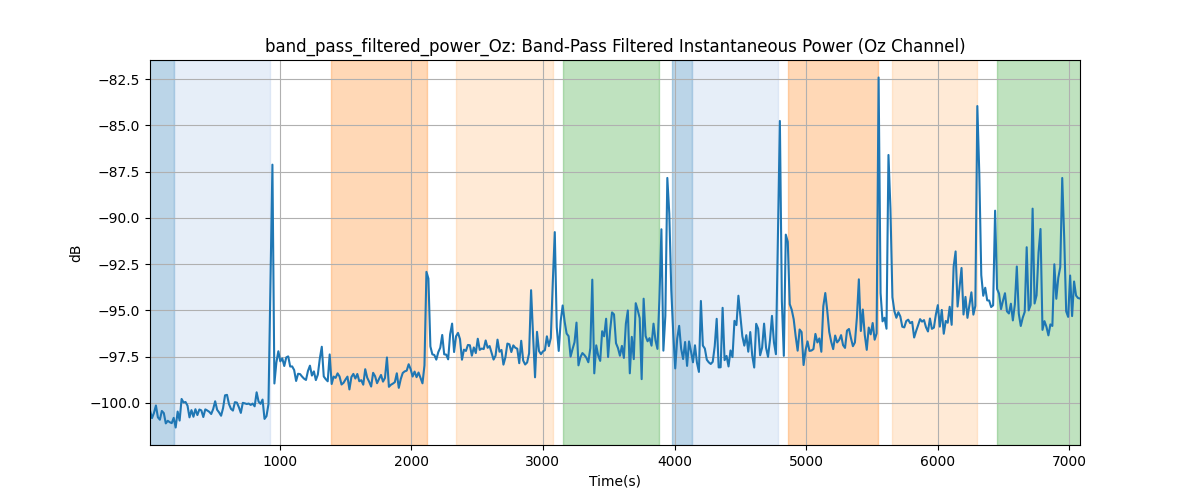 band_pass_filtered_power_Oz: Band-Pass Filtered Instantaneous Power (Oz Channel)
dB
−82.5
−85.0
−87.5
−90.0
−92.5
−95.0
−97.5
−100.0
1000 2000 3000 4000 5000 6000 7000
Time(s)